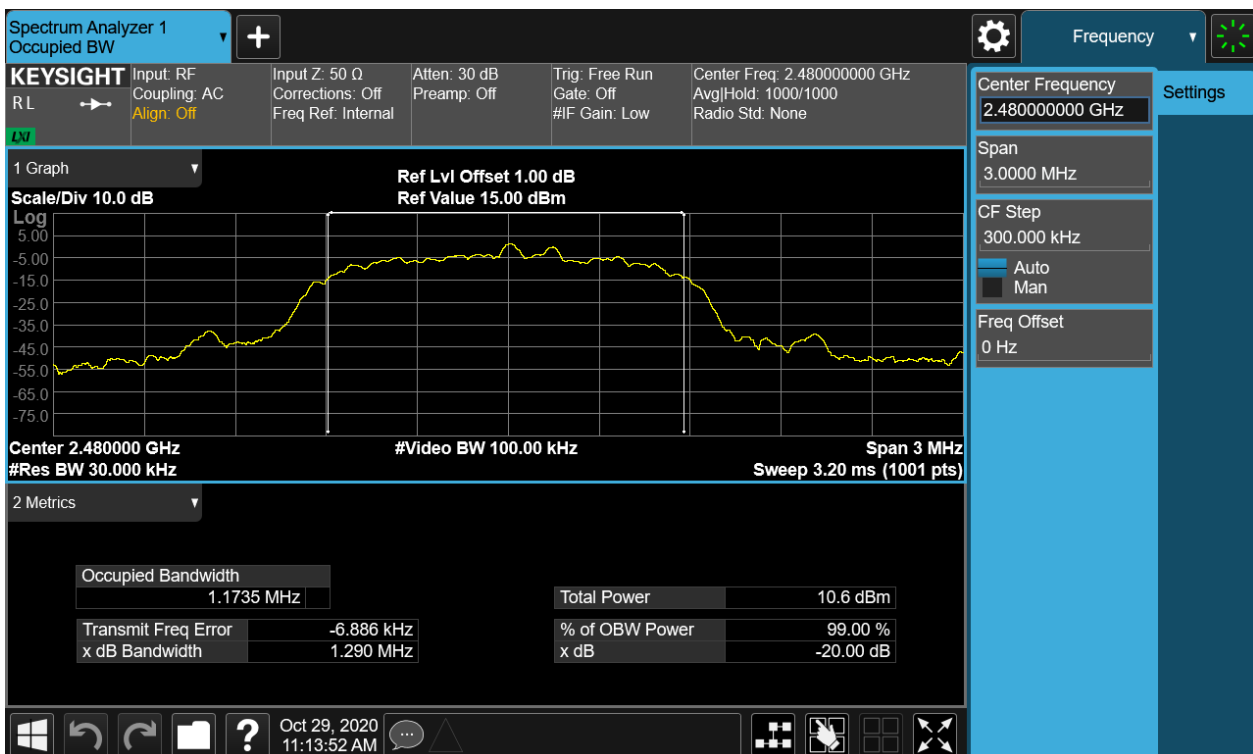 Spectrum Analyzer 1
Occupied BW
Frequency
KEYSIGHT
R L
LXI
Input: RF
Coupling: AC
Align: Off
Input Z: 50 Ω
Corrections: Off
Freq Ref: Internal
Atten: 30 dB
Preamp: Off
Trig: Free Run
Gate: Off
#IF Gain: Low
Center Freq: 2.480000000 GHz
Avg|Hold: 1000/1000
Radio Std: None
Center Frequency
2.480000000 GHz
Settings
Span
3.0000 MHz
CF Step
300.000 kHz
Auto
Man
Freq Offset
0 Hz
1 Graph
Ref Lvl Offset 1.00 dB
Scale/Div 10.0 dB
Ref Value 15.00 dBm
Log
5.00
-5.00
-15.0
-25.0
-35.0
-45.0
-55.0
-65.0
-75.0
Center 2.480000 GHz
#Video BW 100.00 kHz
Span 3 MHz
#Res BW 30.000 kHz
Sweep 3.20 ms (1001 pts)
2 Metrics
Occupied Bandwidth
1.1735 MHz
Total Power 10.6 dBm
Transmit Freq Error -6.886 kHz
% of OBW Power 99.00 %
x dB Bandwidth 1.290 MHz
x dB -20.00 dB
?
Oct 29, 2020
11:13:52 AM